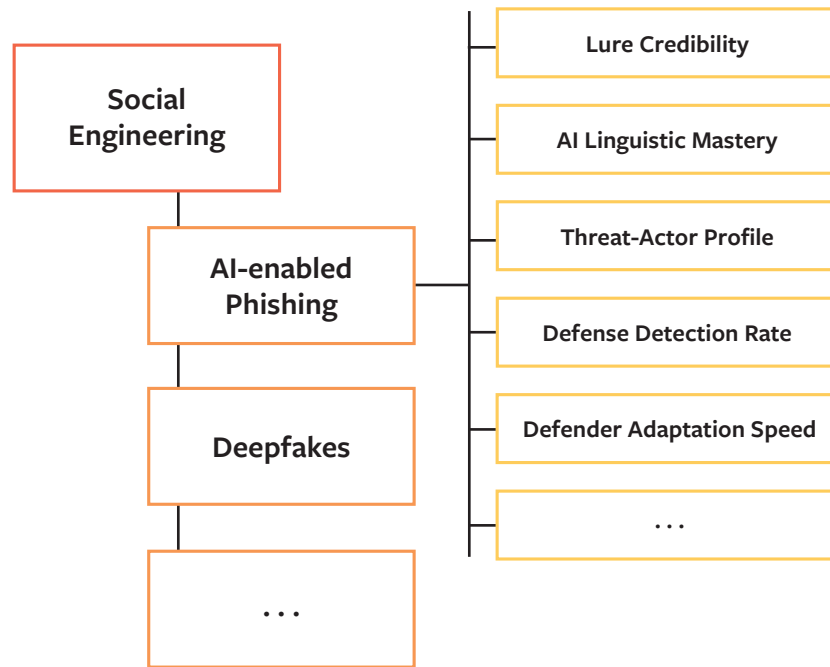 Social
Engineering
AI-enabled
Phishing
Deepfakes
...
Lure Credibility
AI Linguistic Mastery
Threat-Actor Profile
Defense Detection Rate
Defender Adaptation Speed
...